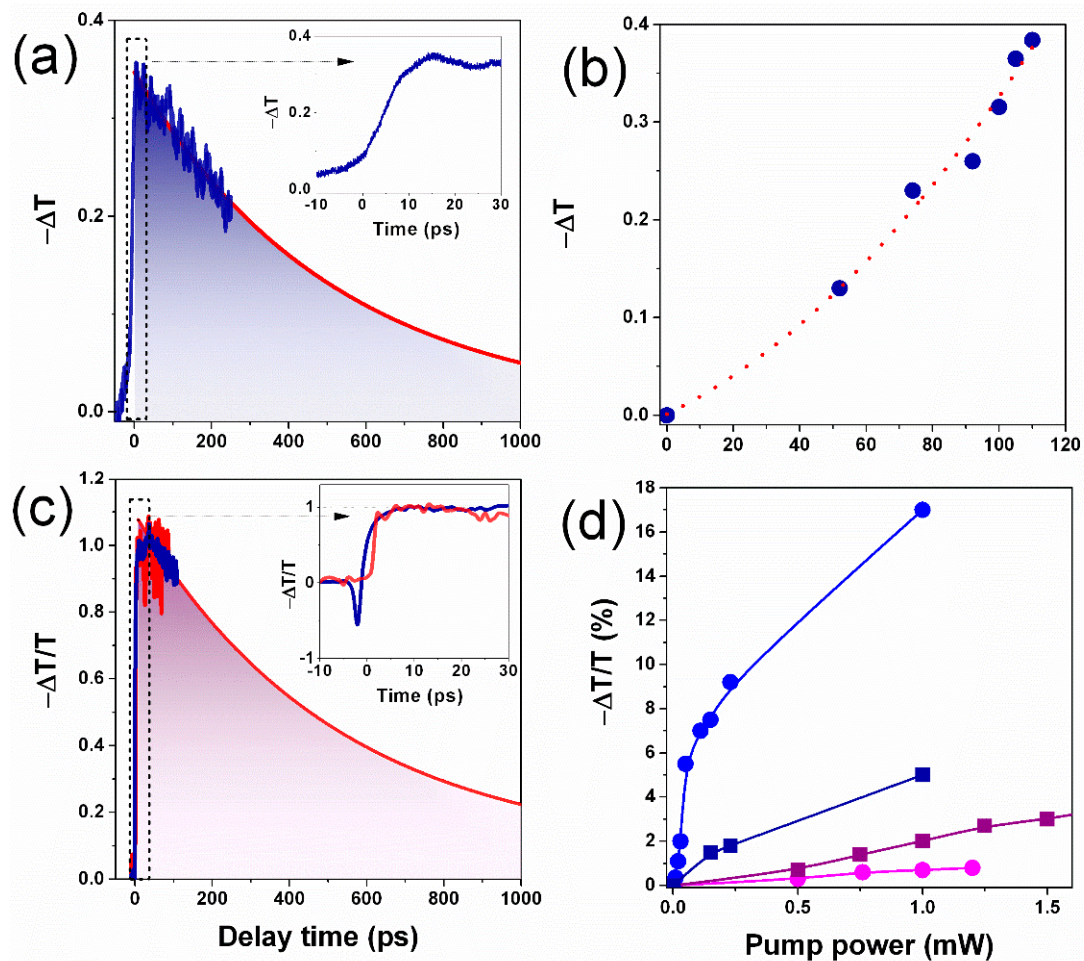 (a)
0.4
0.2
0.0
−ΔT
0 200 400 600 800 1000
0.4
0.2
0.0
−ΔT
-10 0 10 20 30
Time (ps)
(b)
0.4
0.3
0.2
0.1
0.0
−ΔT
0 20 40 60 80 100 120
(c)
1.2
1.0
0.8
0.6
0.4
0.2
0.0
−ΔT/T
0 200 400 600 800 1000
Delay time (ps)
1
0
-1
−ΔT/T
-10 0 10 20 30
Time (ps)
(d)
18
16
14
12
10
8
6
4
2
0
−ΔT/T (%)
0.0 0.5 1.0 1.5
Pump power (mW)